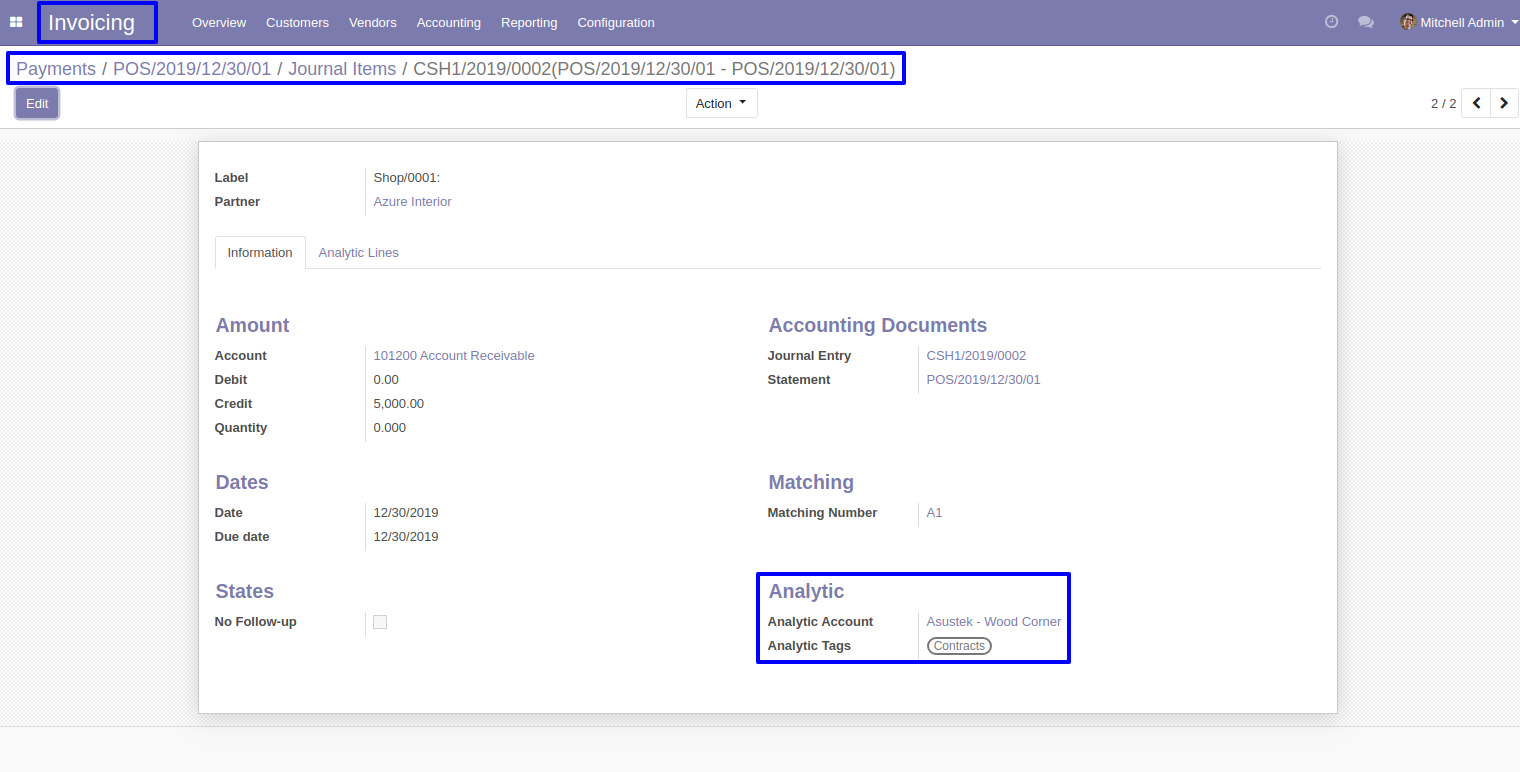 Invoicing Overview Customers Vendors Accounting Reporting Configuration Mitchell Admin
Payments / POS/2019/12/30/01 / Journal Items / CSH1/2019/0002(POS/2019/12/30/01 - POS/2019/12/30/01)
Edit Action 2 / 2
Label Shop/0001:
Partner Azure Interior
Information Analytic Lines
Amount
Account 101200 Account Receivable
Debit 0.00
Credit 5,000.00
Quantity 0.000
Accounting Documents
Journal Entry CSH1/2019/0002
Statement POS/2019/12/30/01
Dates
Date 12/30/2019
Due date 12/30/2019
Matching
Matching Number A1
States
No Follow-up
Analytic
Analytic Account Asustek - Wood Corner
Analytic Tags Contracts